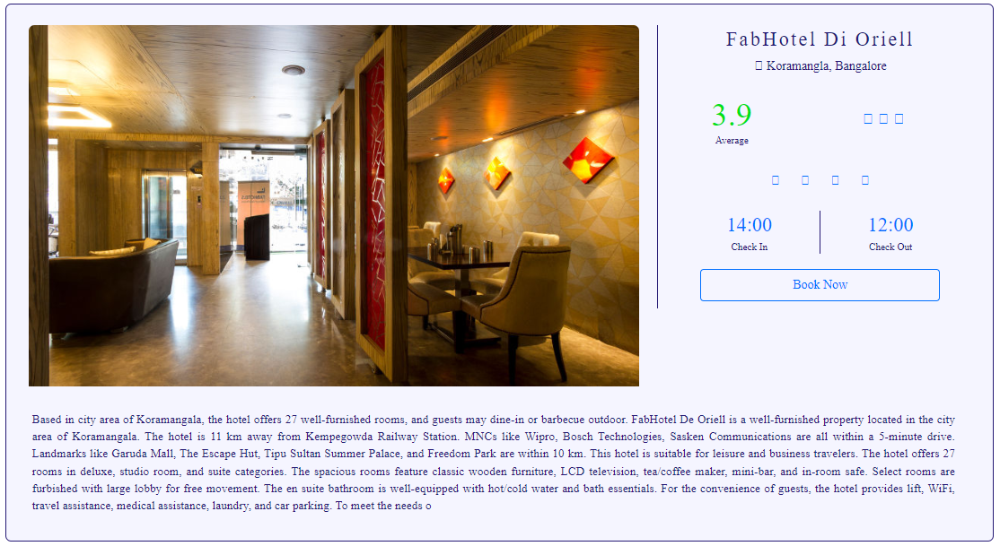 FabHotel Di Oriell
Koramangla, Bangalore
3.9
Average
14:00
Check In
12:00
Check Out
Book Now
Based in city area of Koramangala, the hotel offers 27 well-furnished rooms, and guests may dine-in or barbecue outdoor. FabHotel De Oriell is a well-furnished property located in the city
area of Koramangala. The hotel is 11 km away from Kempegowda Railway Station. MNCs like Wipro, Bosch Technologies, Sasken Communications are all within a 5-minute drive.
Landmarks like Garuda Mall, The Escape Hut, Tipu Sultan Summer Palace, and Freedom Park are within 10 km. This hotel is suitable for leisure and business travelers. The hotel offers 27
rooms in deluxe, studio room, and suite categories. The spacious rooms feature classic wooden furniture, LCD television, tea/coffee maker, mini-bar, and in-room safe. Select rooms are
furbished with large lobby for free movement. The en suite bathroom is well-equipped with hot/cold water and bath essentials. For the convenience of guests, the hotel provides lift, WiFi,
travel assistance, medical assistance, laundry, and car parking. To meet the needs o